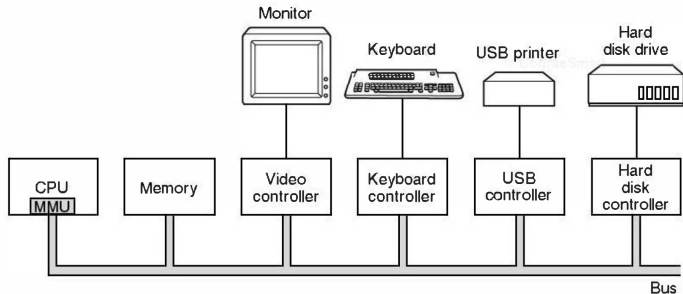 Monitor
Keyboard
USB printer
Hard
disk drive
CPU
MMU
Memory
Video
controller
Keyboard
controller
USB
controller
Hard
disk
controller
Bus